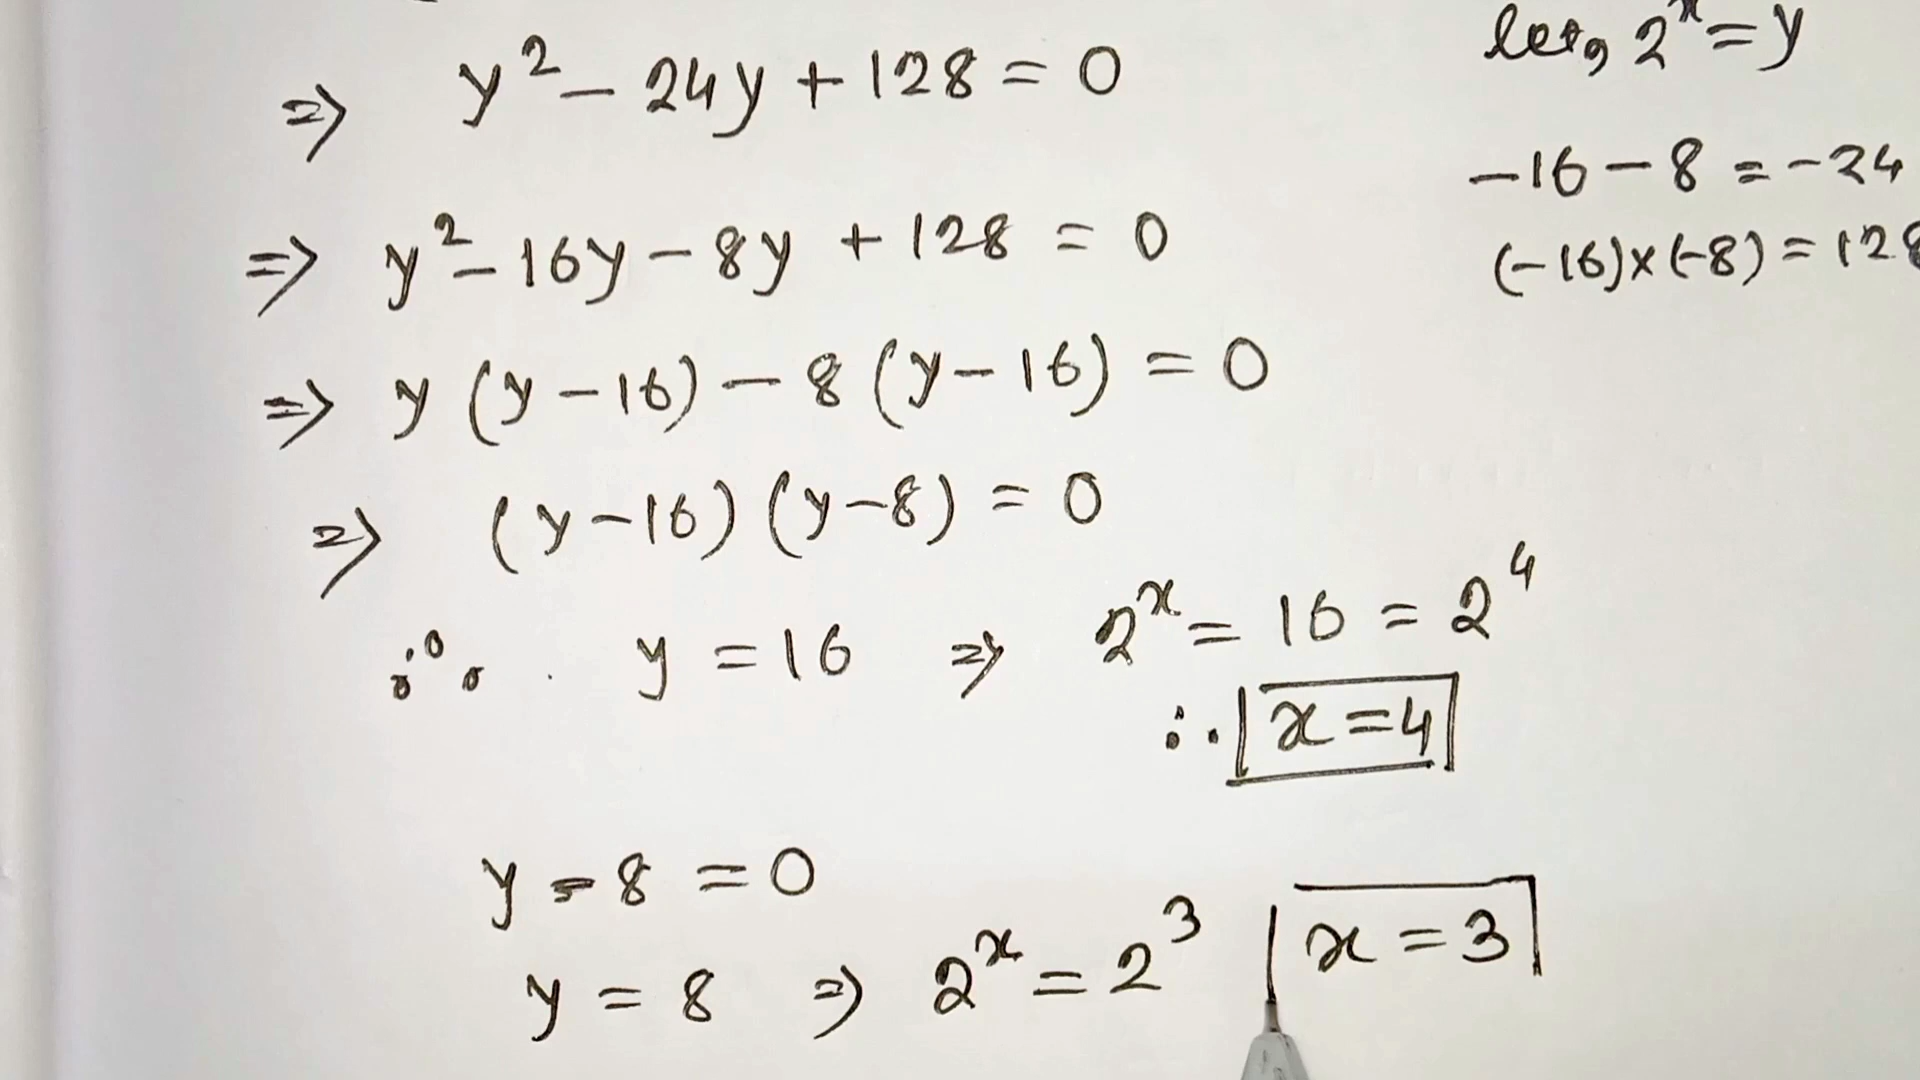 let, 2^x = y
⇒ y² - 24y + 128 = 0
-16 - 8 = -24
⇒ y² - 16y - 8y + 128 = 0
(-16)×(-8) = 128
⇒ y (y - 16) - 8 (y - 16) = 0
⇒ (y - 16) (y - 8) = 0
∴ y = 16 ⇒ 2^x = 16 = 2⁴
∴ x = 4
y - 8 = 0
y = 8 ⇒ 2^x = 2³ x = 3